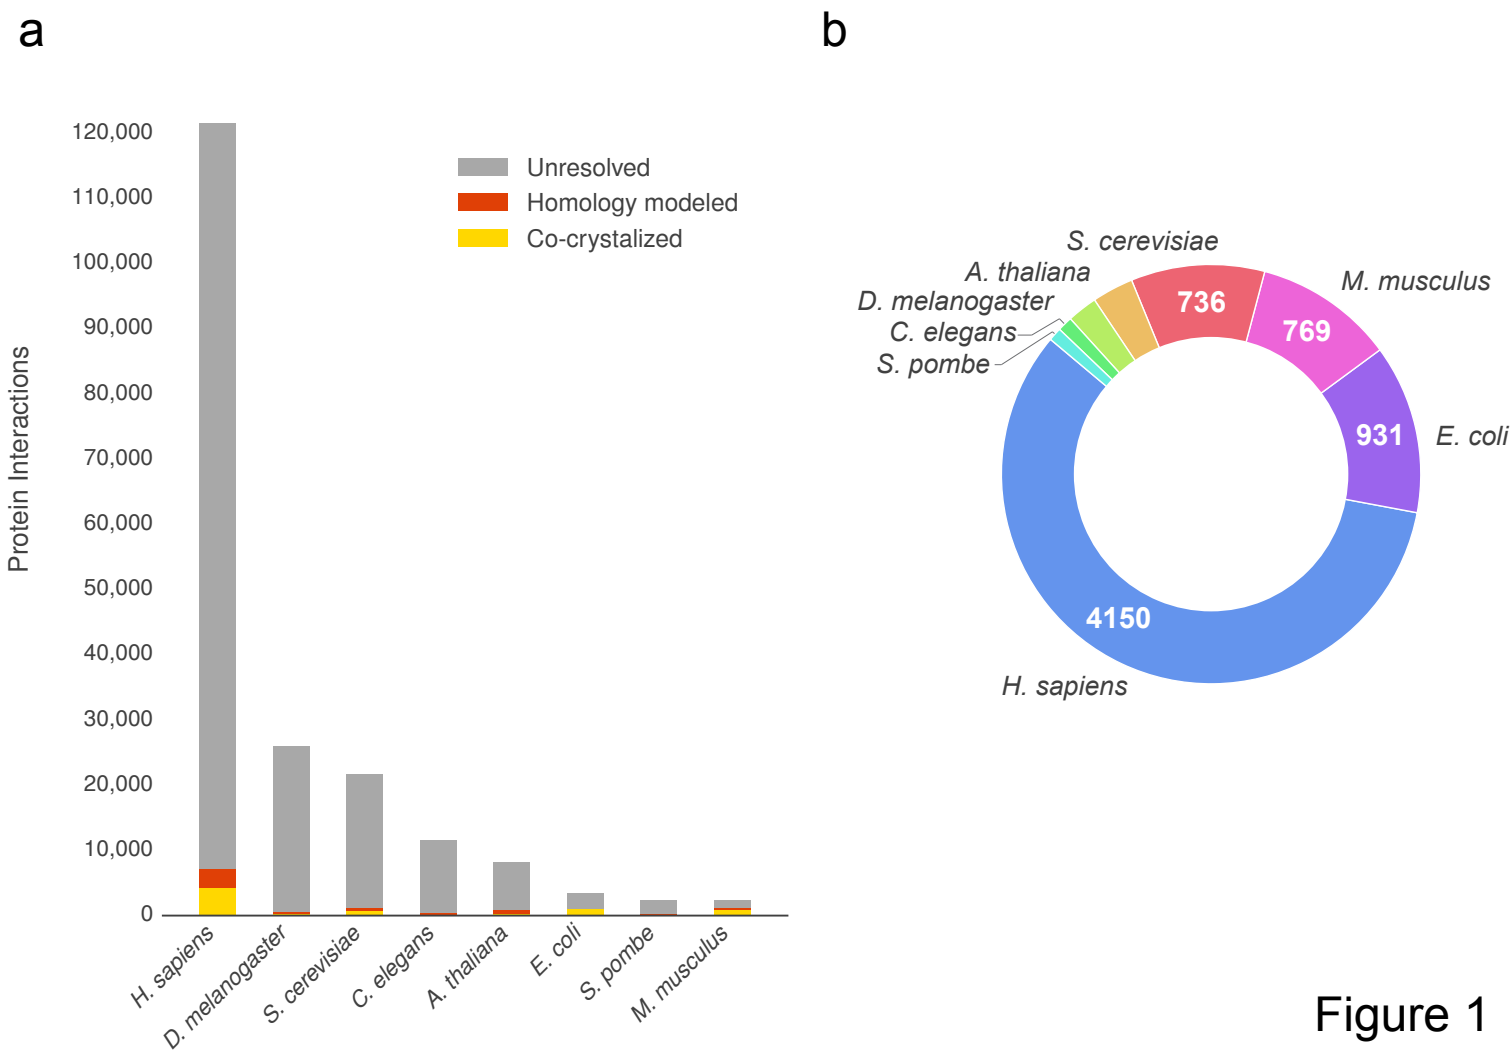 a
b
120,000
110,000
100,000
90,000
80,000
70,000
60,000
50,000
40,000
30,000
20,000
10,000
0
Protein Interactions
Unresolved
Homology modeled
Co-crystalized
H. sapiens
D. melanogaster
S. cerevisiae
C. elegans
A. thaliana
E. coli
S. pombe
M. musculus
S. cerevisiae
A. thaliana
D. melanogaster
C. elegans
S. pombe
M. musculus
E. coli
H. sapiens
736
769
931
4150
Figure 1